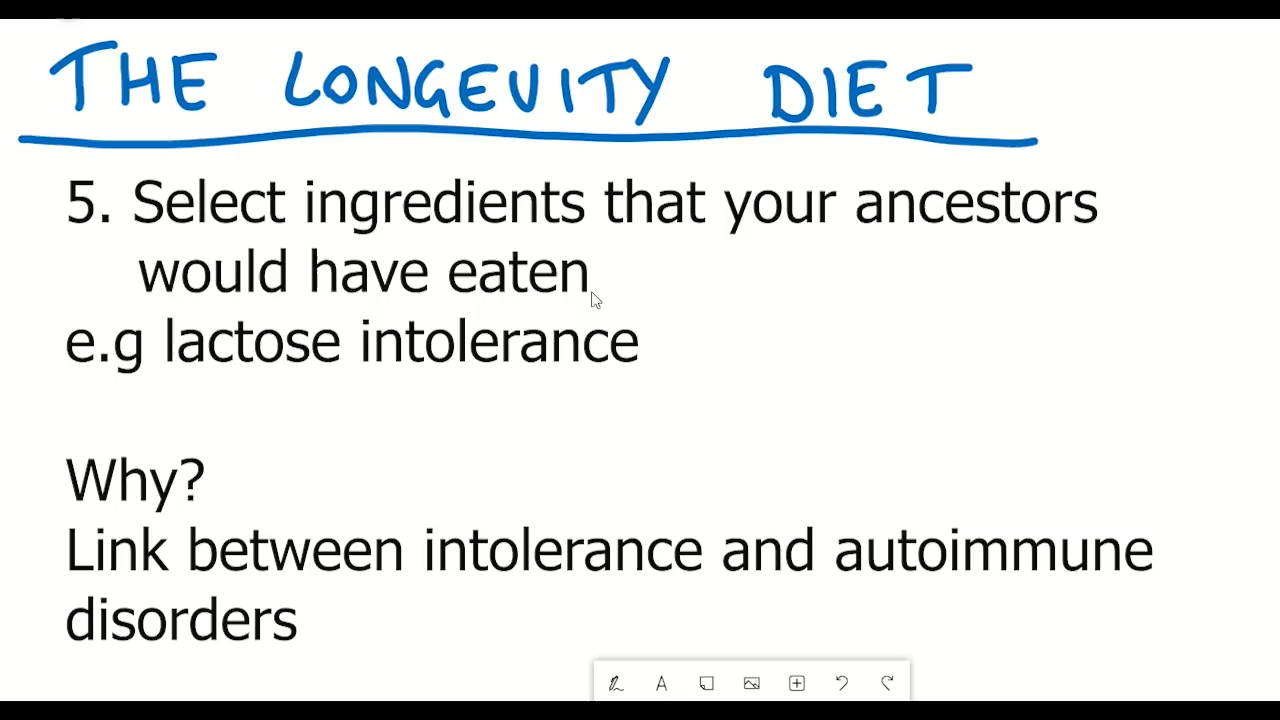 THE LONGEVITY DIET
5. Select ingredients that your ancestors
would have eaten
e.g lactose intolerance
Why?
Link between intolerance and autoimmune
disorders
A